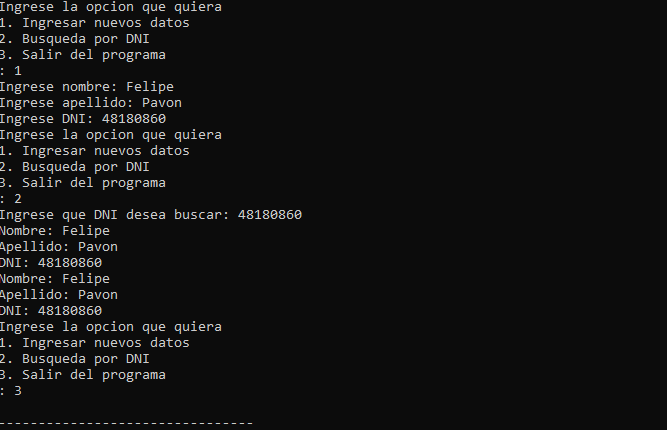 Ingrese la opcion que quiera
1. Ingresar nuevos datos
2. Busqueda por DNI
3. Salir del programa
: 1
Ingrese nombre: Felipe
Ingrese apellido: Pavon
Ingrese DNI: 48180860
Ingrese la opcion que quiera
1. Ingresar nuevos datos
2. Busqueda por DNI
3. Salir del programa
: 2
Ingrese que DNI desea buscar: 48180860
Nombre: Felipe
Apellido: Pavon
DNI: 48180860
Nombre: Felipe
Apellido: Pavon
DNI: 48180860
Ingrese la opcion que quiera
1. Ingresar nuevos datos
2. Busqueda por DNI
3. Salir del programa
: 3
--------------------------------